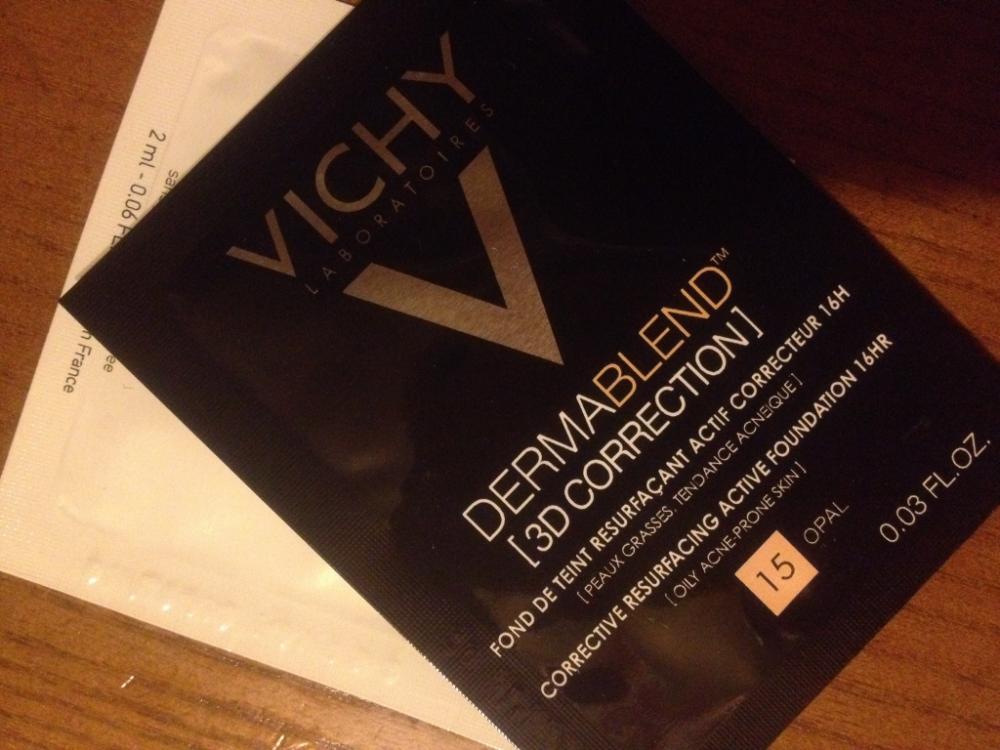 VICHY
LABORATOIRES
DERMABLEND™
[3D CORRECTION]
FOND DE TEINT RESURFAÇANT ACTIF CORRECTEUR 16H
[PEAUX GRASSES, TENDANCE ACNÉIQUE]
CORRECTIVE RESURFACING ACTIVE FOUNDATION 16HR
[OILY ACNE-PRONE SKIN]
15 OPAL
0.03 FL.OZ.
2 ml - 0.06
France